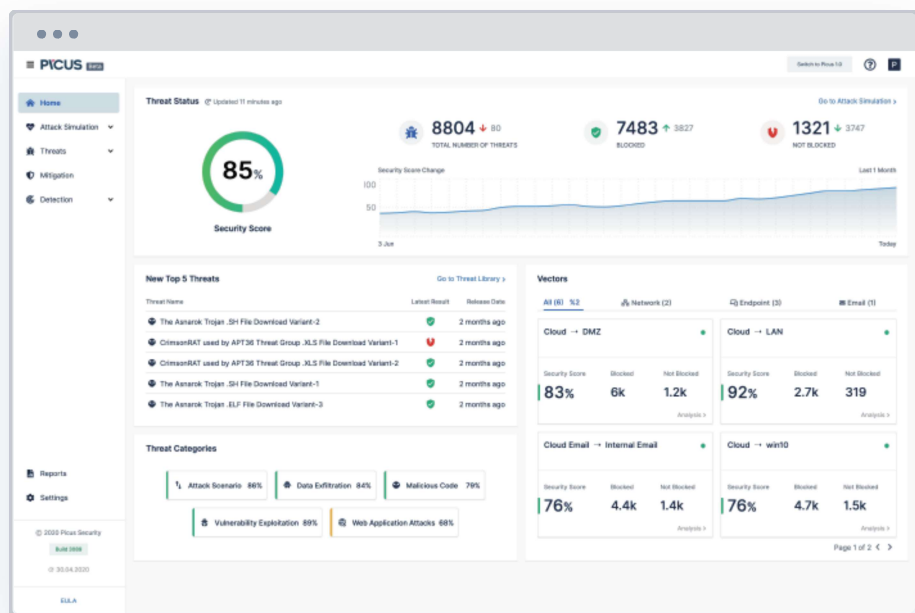 PICUS Beta
Switch to Picus 1.0
P
Home
Attack Simulation
Threats
Mitigation
Detection
Reports
Settings
© 2020 Picus Security
30.04.2020
EULA
Threat Status Updated 11 minutes ago
Go to Attack Simulation >
85%
Security Score
8804 80
TOTAL NUMBER OF THREATS
7483 3827
BLOCKED
1321 3747
NOT BLOCKED
Security Score Change Last 1 Month
100
50
3 Jun Today
New Top 5 Threats Go to Threat Library >
Threat Name Latest Result Release Date
The Asnarok Trojan .SH File Download Variant-2 2 months ago
CrimsonRAT used by APT36 Threat Group .XLS File Download Variant-1 2 months ago
CrimsonRAT used by APT36 Threat Group .XLS File Download Variant-2 2 months ago
The Asnarok Trojan .SH File Download Variant-1 2 months ago
The Asnarok Trojan .ELF File Download Variant-3 2 months ago
Threat Categories
Attack Scenario 86% Data Exfiltration 84% Malicious Code 79%
Vulnerability Exploitation 89% Web Application Attacks 68%
Vectors
All (6) %2 Network (2) Endpoint (3) Email (1)
Cloud → DMZ
Security Score Blocked Not Blocked
83% 6k 1.2k
Analysis >
Cloud → LAN
Security Score Blocked Not Blocked
92% 2.7k 319
Analysis >
Cloud Email → Internal Email
Security Score Blocked Not Blocked
76% 4.4k 1.4k
Analysis >
Cloud → win10
Security Score Blocked Not Blocked
76% 4.7k 1.5k
Analysis >
Page 1 of 2 < >